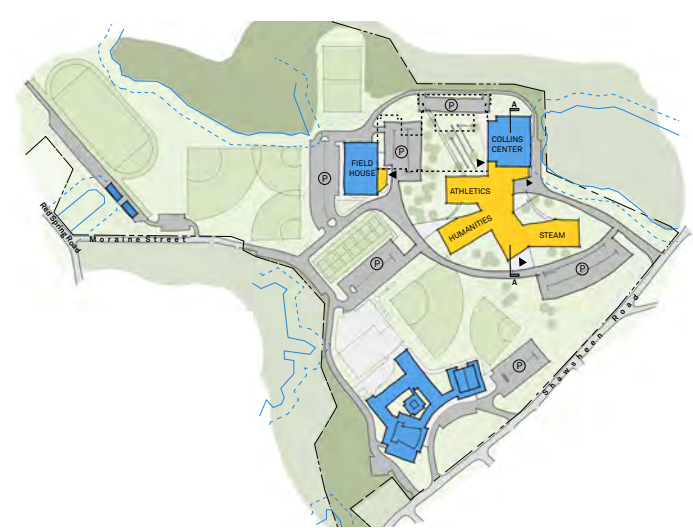 P
A
COLLINS
CENTER
P
FIELD
HOUSE
P
ATHLETICS
HUMANITIES
STEAM
Red Spring Road
Moraine Street
P
P
A
Shawsheen Road
P